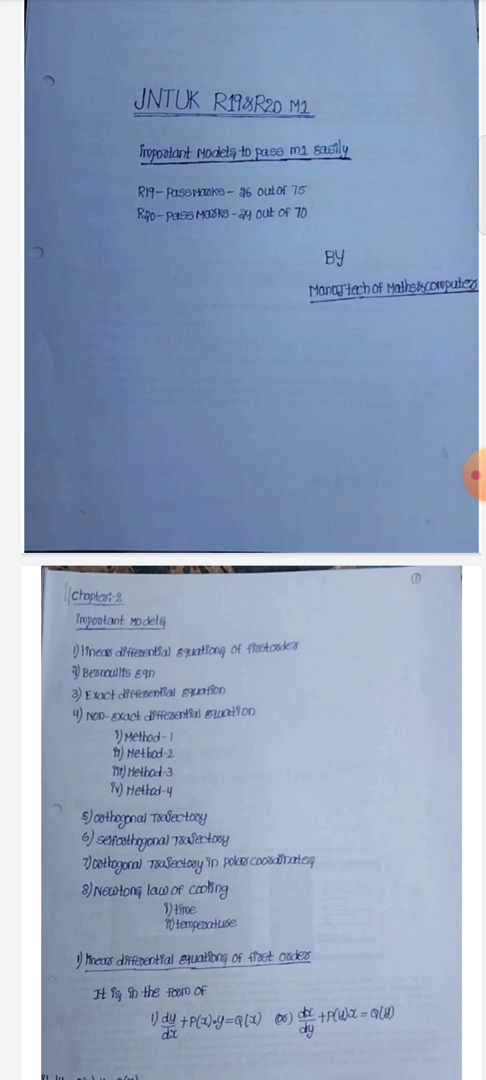 JNTUK R19&R20 M1
Important Models to pass m1 Easily
R19-Pass Marks - 26 out of 75
R20-Pass Marks - 24 out of 70
BY
ManojTech of Maths&computer
①
Chapter:-2
Important Models
1) linear differential Equations of first order
2) Bernoullis Eqn
3) Exact differential Equation
4) NON-Exact differential Equation
i) Method-1
ii) Method-2
iii) Method-3
iv) Method-4
5) orthogonal Trajectory
6) self orthogonal Trajectory
7) orthogonal Trajectory in polar coordinates
8) Newtons law of cooling
i) time
ii) temperature
1) linear differential Equations of first order
It is in the form of
1) dy/dx + P(x)·y = Q(x) (or) dx/dy + P(y)x = Q(y)